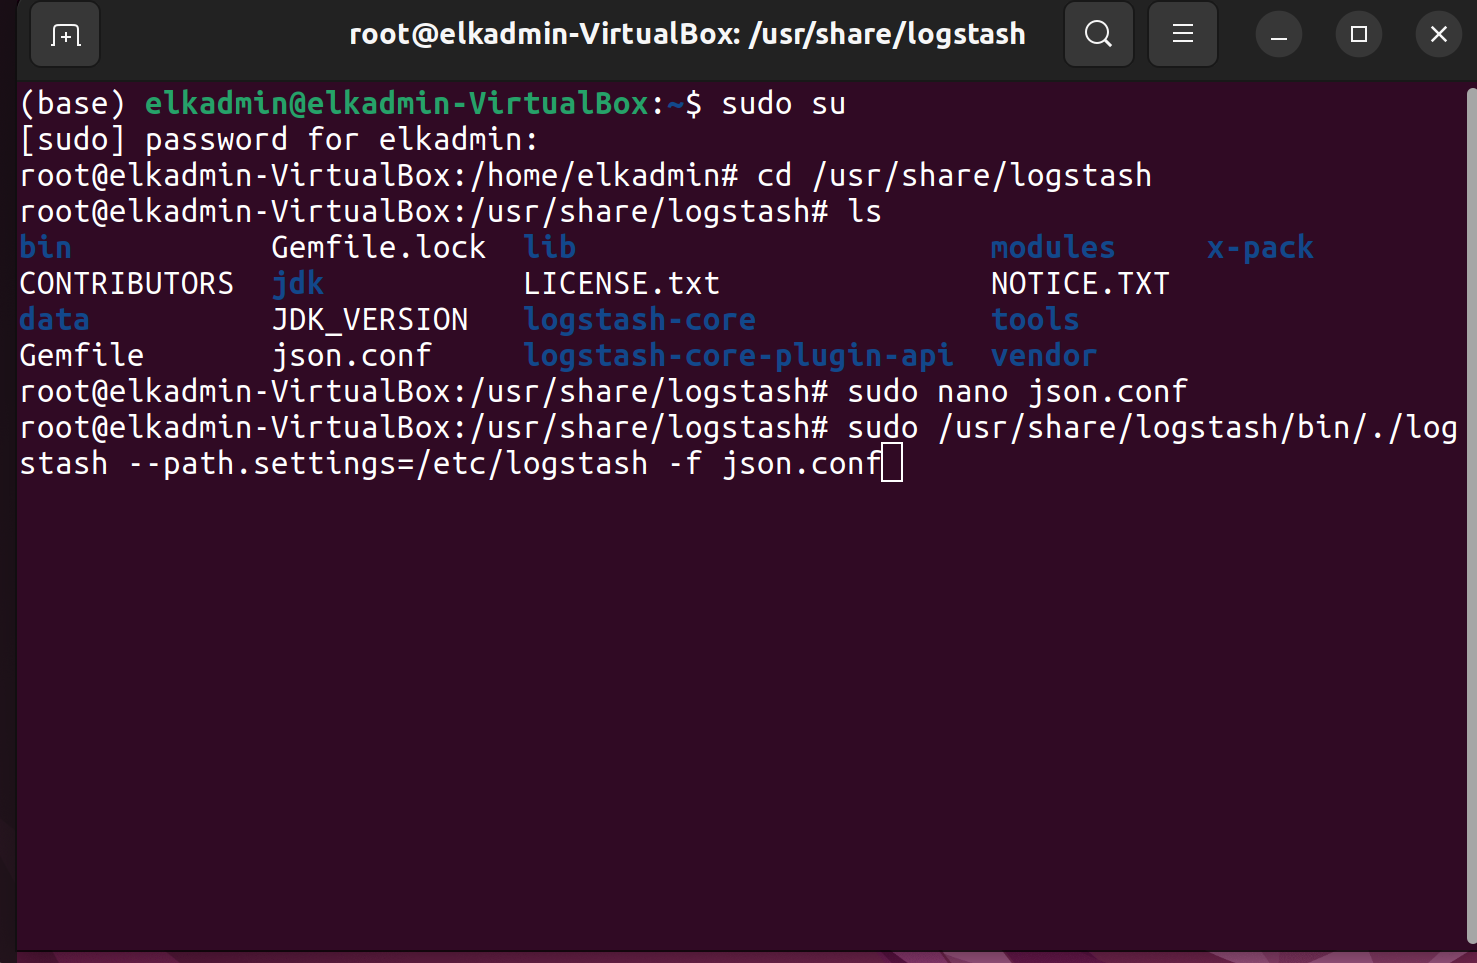 root@elkadmin-VirtualBox: /usr/share/logstash
(base) elkadmin@elkadmin-VirtualBox:~$ sudo su
[sudo] password for elkadmin:
root@elkadmin-VirtualBox:/home/elkadmin# cd /usr/share/logstash
root@elkadmin-VirtualBox:/usr/share/logstash# ls
bin Gemfile.lock lib modules x-pack
CONTRIBUTORS jdk LICENSE.txt NOTICE.TXT
data JDK_VERSION logstash-core tools
Gemfile json.conf logstash-core-plugin-api vendor
root@elkadmin-VirtualBox:/usr/share/logstash# sudo nano json.conf
root@elkadmin-VirtualBox:/usr/share/logstash# sudo /usr/share/logstash/bin/./log
stash --path.settings=/etc/logstash -f json.conf